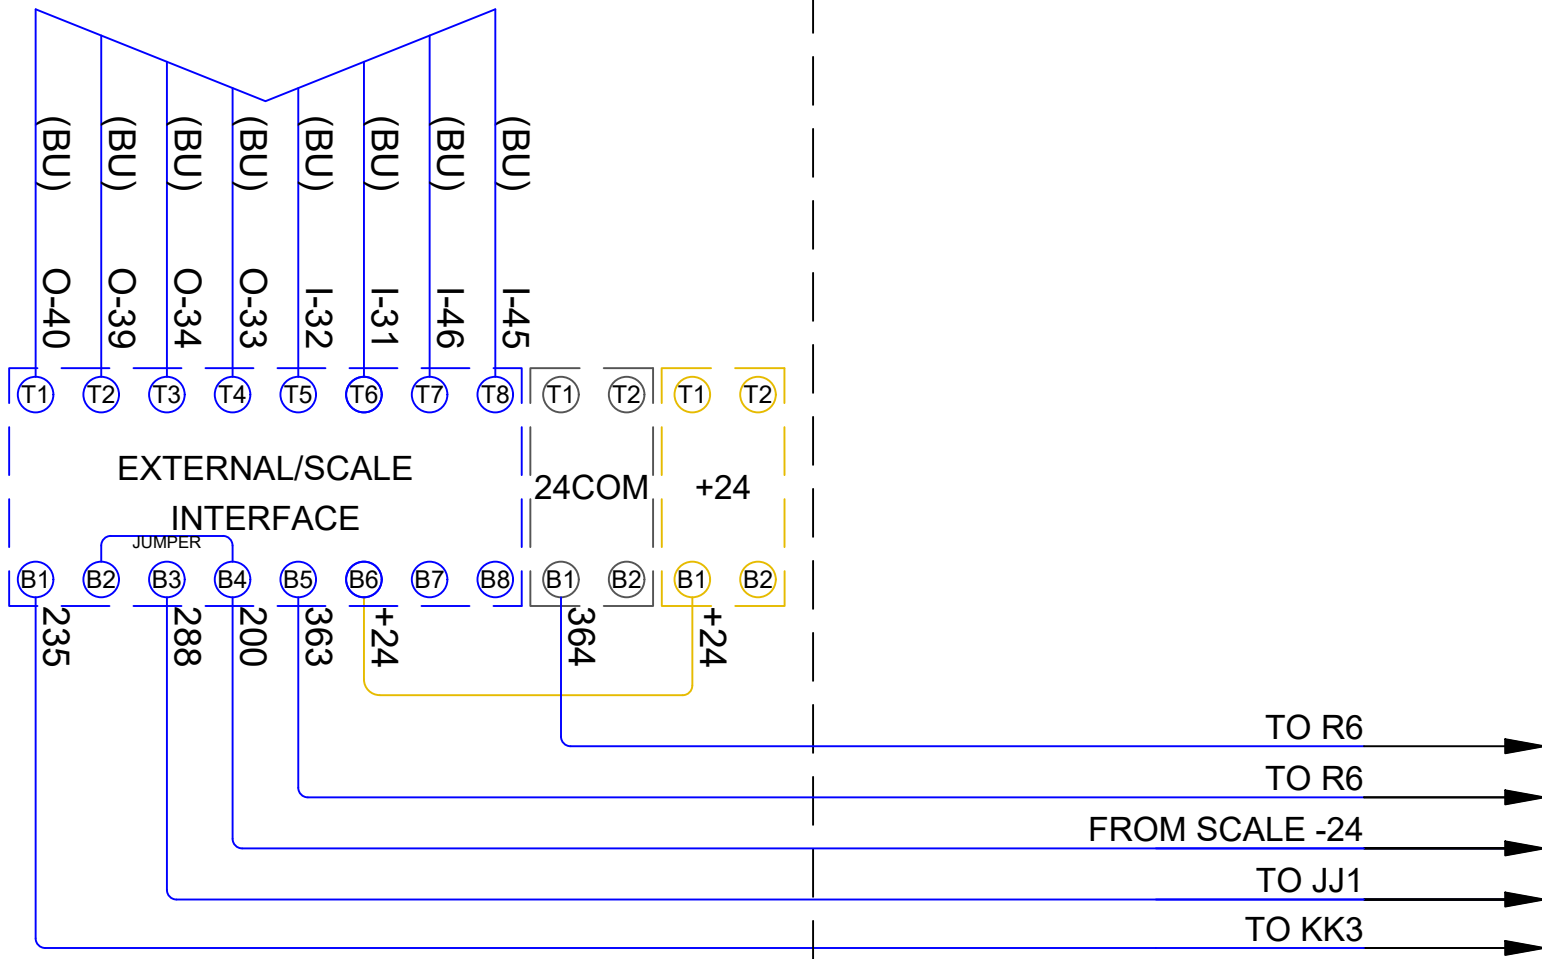 (BU) (BU) (BU) (BU) (BU) (BU) (BU) (BU)
O-40 O-39 O-34 O-33 I-32 I-31 I-46 I-45
T1 T2 T3 T4 T5 T6 T7 T8 T1 T2 T1 T2
EXTERNAL/SCALE
INTERFACE
24COM
+24
JUMPER
B1 B2 B3 B4 B5 B6 B7 B8 B1 B2 B1 B2
235 288 200 363 +24 364 +24
TO R6
TO R6
FROM SCALE -24
TO JJ1
TO KK3